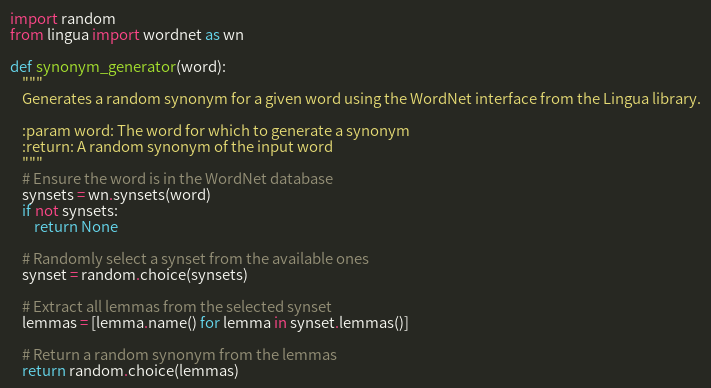 import random
from lingua import wordnet as wn
def synonym_generator(word):
"""
Generates a random synonym for a given word using the WordNet interface from the Lingua library.
:param word: The word for which to generate a synonym
:return: A random synonym of the input word
"""
# Ensure the word is in the WordNet database
synsets = wn.synsets(word)
if not synsets:
return None
# Randomly select a synset from the available ones
synset = random.choice(synsets)
# Extract all lemmas from the selected synset
lemmas = [lemma.name() for lemma in synset.lemmas()]
# Return a random synonym from the lemmas
return random.choice(lemmas)